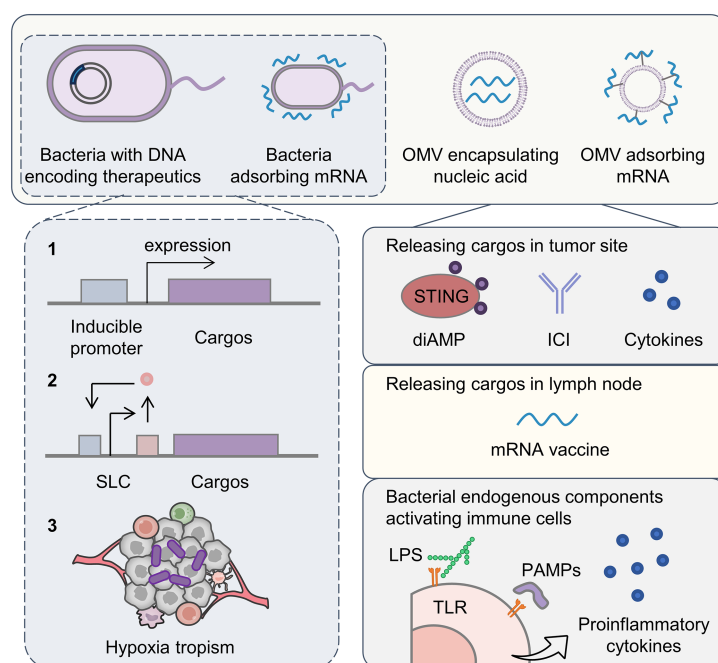 Bacteria with DNA
encoding therapeutics
Bacteria
adsorbing mRNA
OMV encapsulating
nucleic acid
OMV adsorbing
mRNA
1
expression
Inducible
promoter
Cargos
2
SLC
Cargos
3
Hypoxia tropism
Releasing cargos in tumor site
STING
diAMP
ICI
Cytokines
Releasing cargos in lymph node
mRNA vaccine
Bacterial endogenous components
activating immune cells
LPS
PAMPs
TLR
Proinflammatory
cytokines